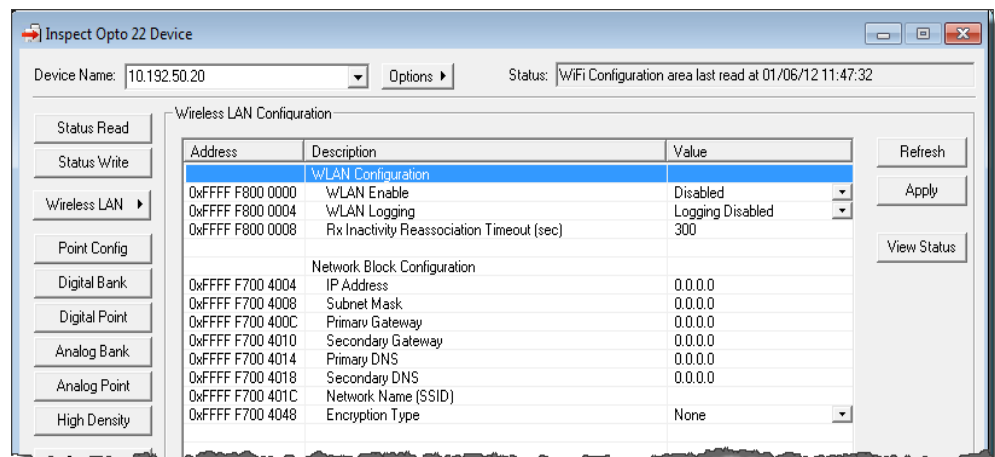 Inspect Opto 22 Device
Device Name: 10.192.50.20 Options Status: WiFi Configuration area last read at 01/06/12 11:47:32
Wireless LAN Configuration
Status Read
Status Write
Wireless LAN
Point Config
Digital Bank
Digital Point
Analog Bank
Analog Point
High Density
Address Description Value
WLAN Configuration
0xFFFF F800 0000 WLAN Enable Disabled
0xFFFF F800 0004 WLAN Logging Logging Disabled
0xFFFF F800 0008 Rx Inactivity Reassociation Timeout (sec) 300
Network Block Configuration
0xFFFF F700 4004 IP Address 0.0.0.0
0xFFFF F700 4008 Subnet Mask 0.0.0.0
0xFFFF F700 400C Primary Gateway 0.0.0.0
0xFFFF F700 4010 Secondary Gateway 0.0.0.0
0xFFFF F700 4014 Primary DNS 0.0.0.0
0xFFFF F700 4018 Secondary DNS 0.0.0.0
0xFFFF F700 401C Network Name (SSID)
0xFFFF F700 4048 Encryption Type None
Refresh
Apply
View Status